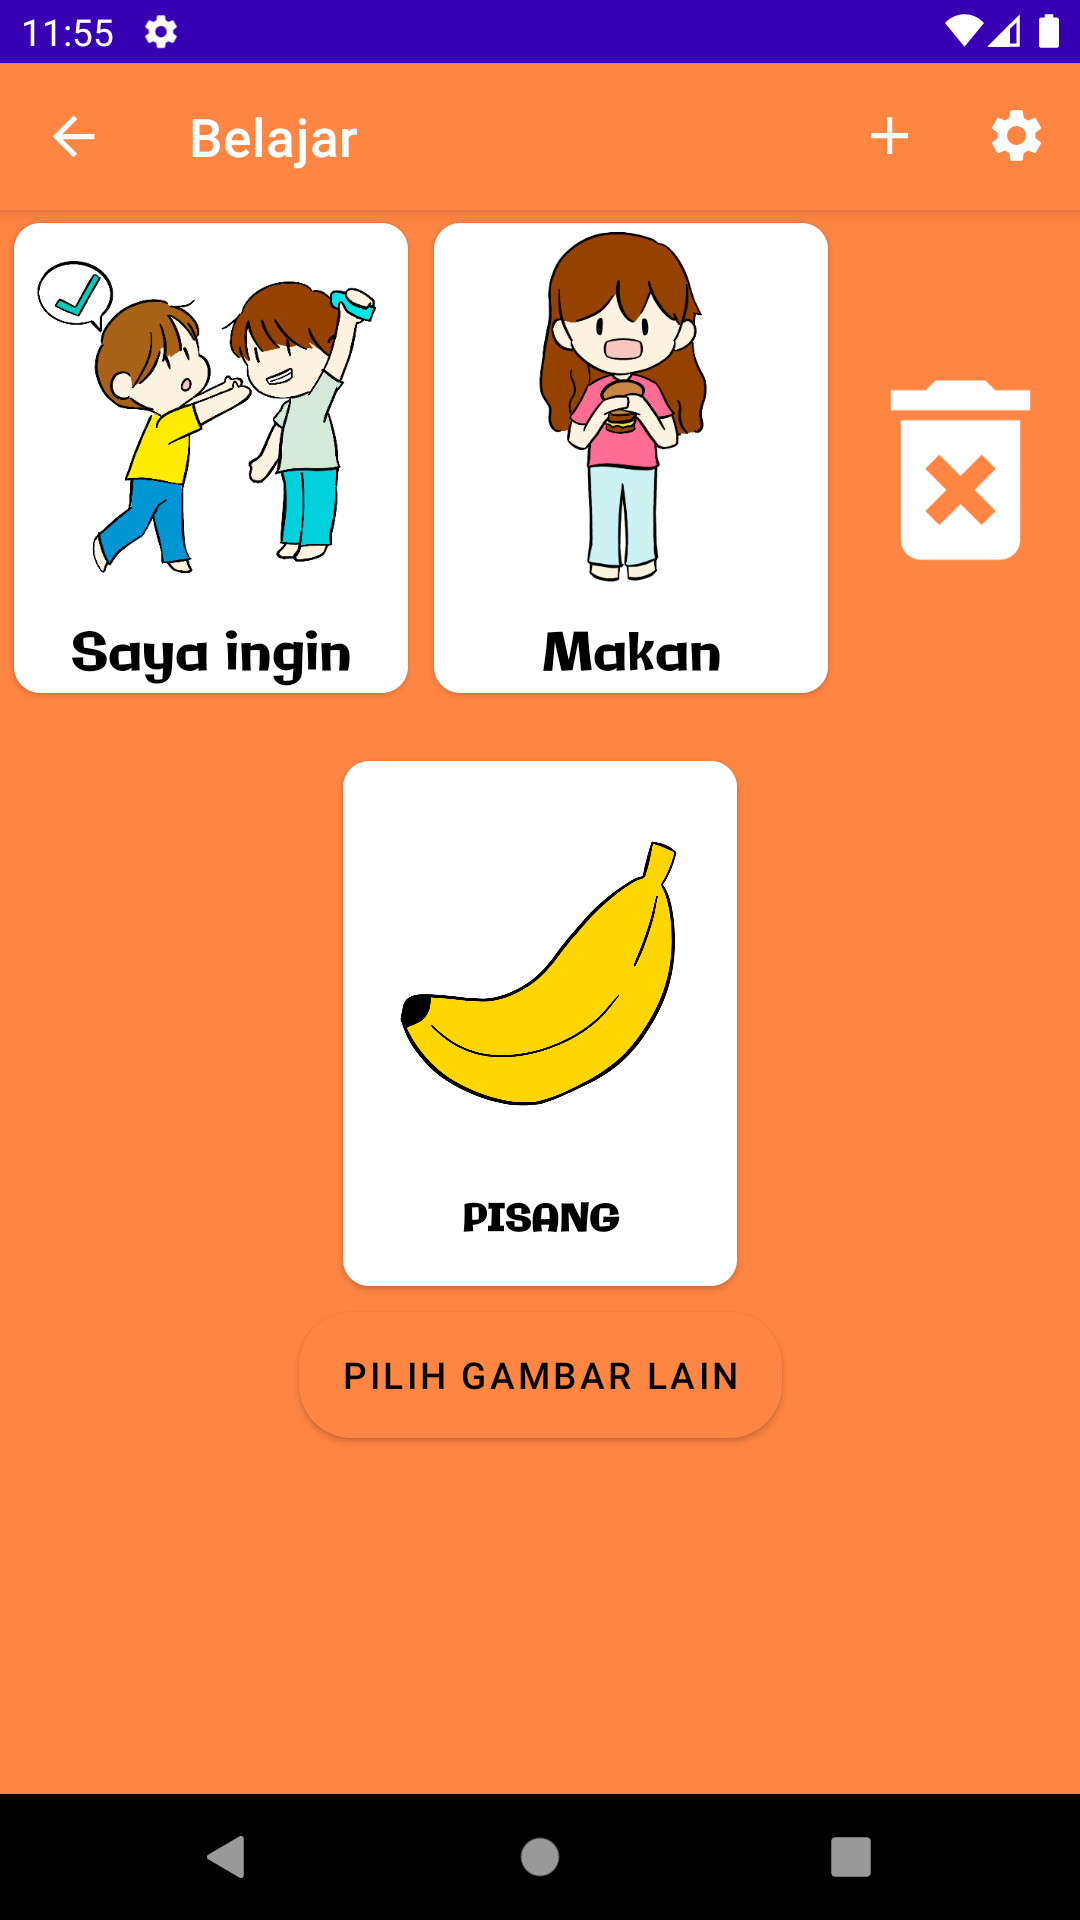 11:55
Belajar
Saya ingin
Makan
PISANG
PILIH GAMBAR LAIN